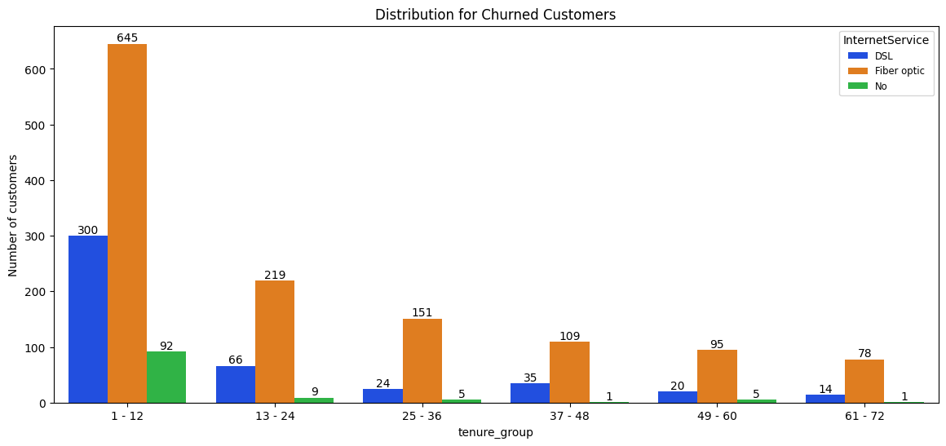 Distribution for Churned Customers
InternetService
DSL
Fiber optic
No
Number of customers
600
500
400
300
200
100
0
300
645
92
66
219
9
24
151
5
35
109
1
20
95
5
14
78
1
1 - 12
13 - 24
25 - 36
37 - 48
49 - 60
61 - 72
tenure_group